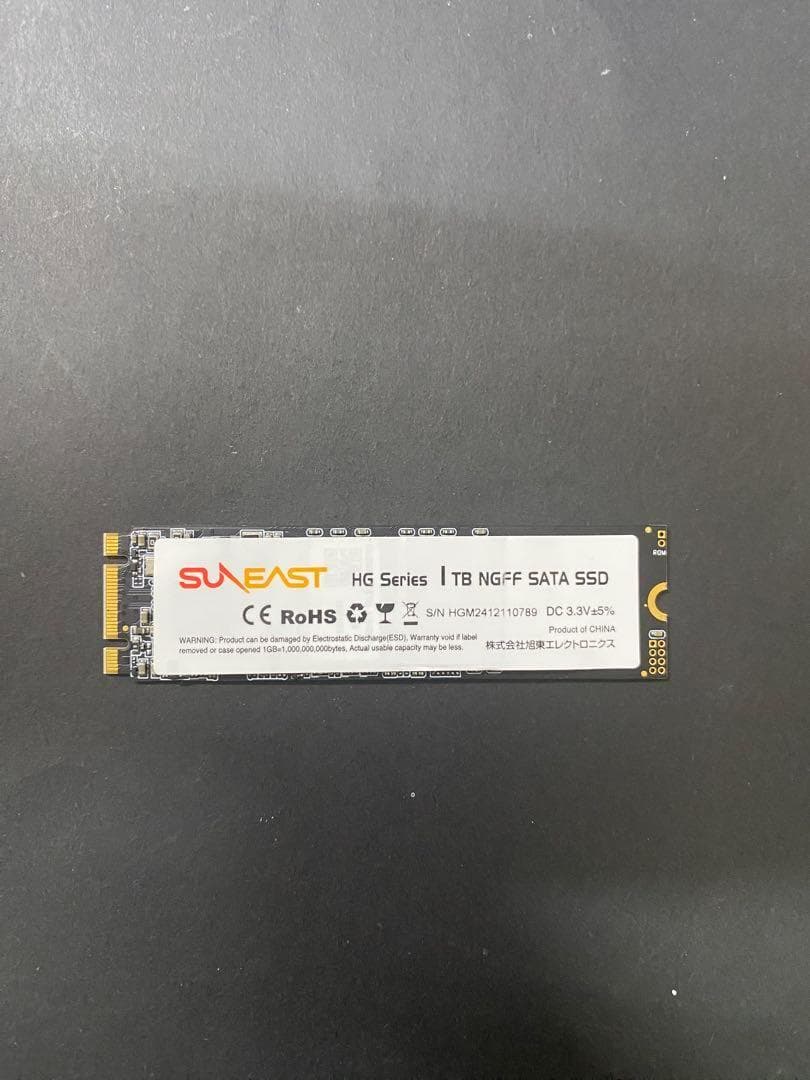 SUNEAST HG Series 1TB NGFF SATA SSD
CE RoHS S/N HGM2412110789 DC 3.3V±5%
Product of CHINA
WARNING: Product can be damaged by Electrostatic Discharge(ESD), Warranty void if label
removed or case opened 1GB=1,000,000,000bytes, Actual usable capacity may be less.
株式会社旭東エレクトロニクス
ROM